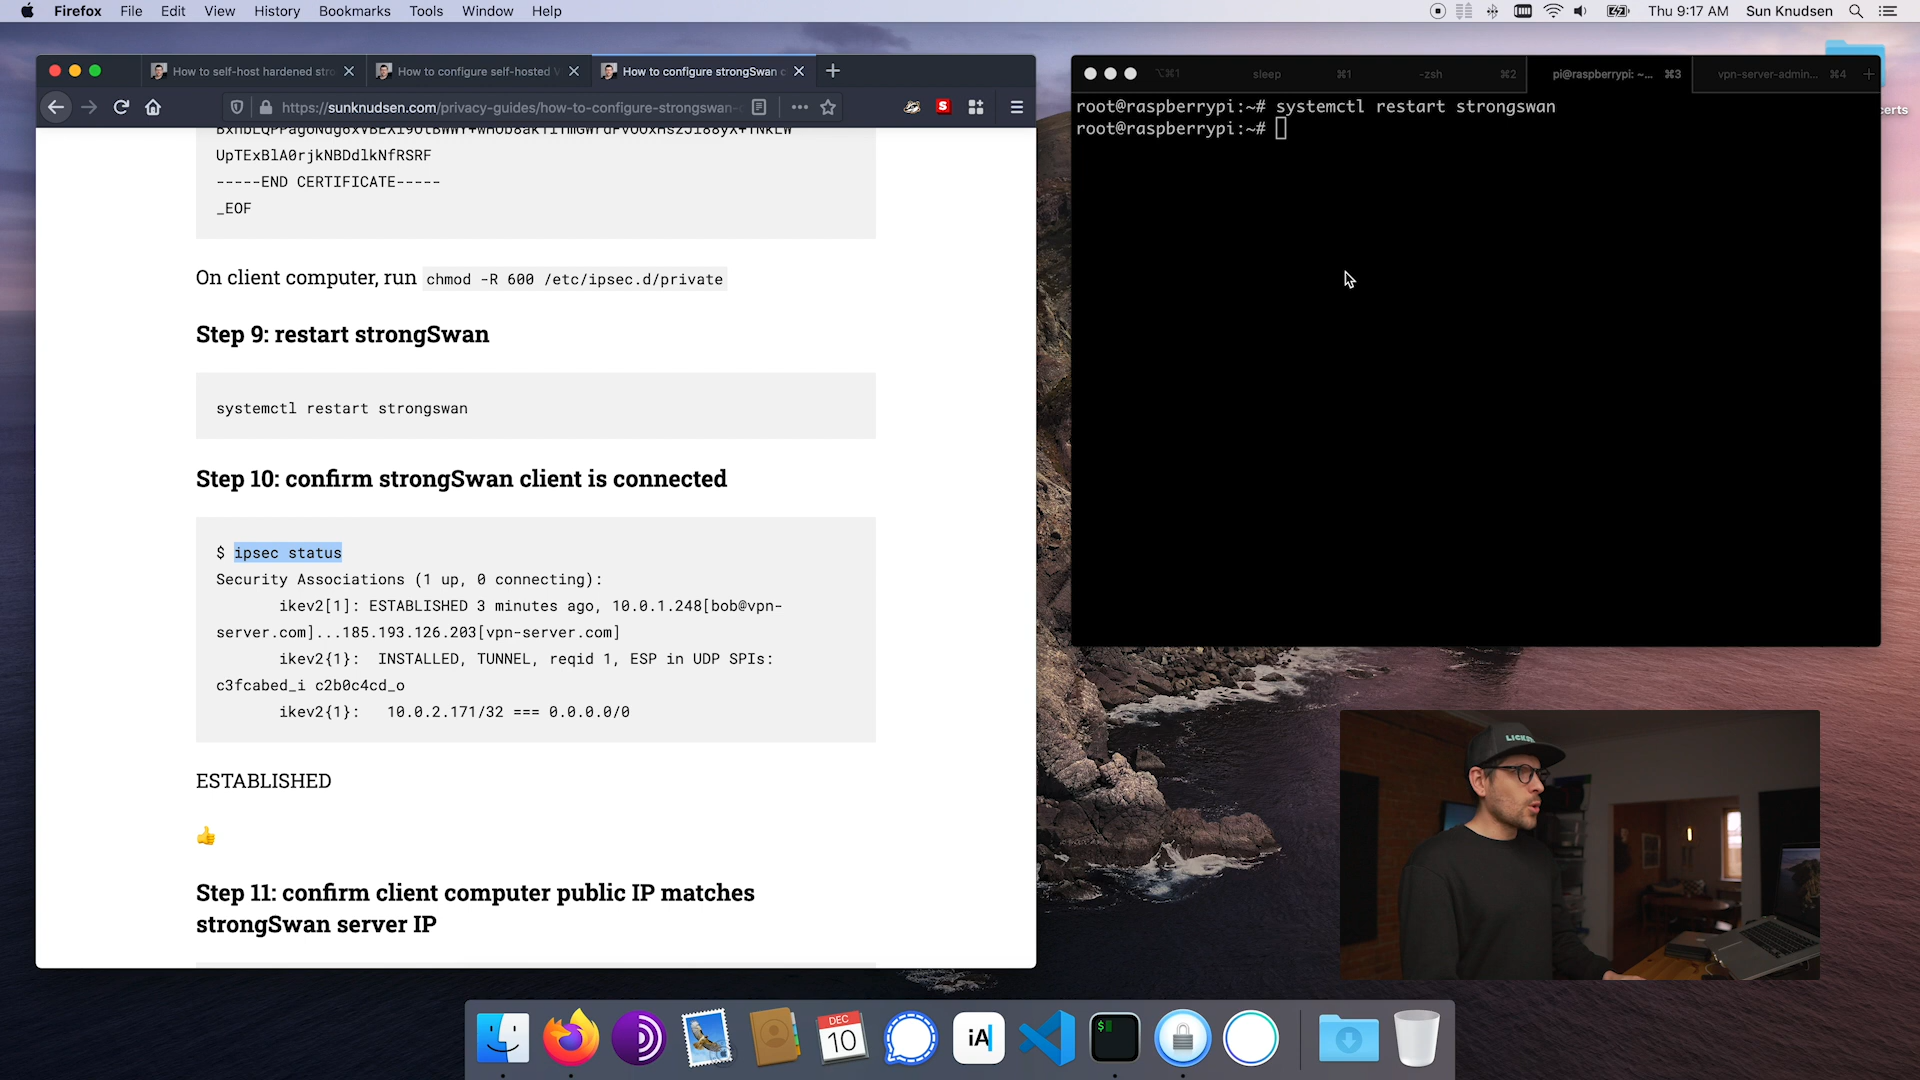 Firefox File Edit View History Bookmarks Tools Window Help
Thu 9:17 AM Sun Knudsen
How to self-host hardened stro
How to configure self-hosted V
How to configure strongSwan c
https://sunknudsen.com/privacy-guides/how-to-configure-strongswan-
UpTExBlA0rjkNBDdlkNfRSRF
-----END CERTIFICATE-----
_EOF
On client computer, run chmod -R 600 /etc/ipsec.d/private
Step 9: restart strongSwan
systemctl restart strongswan
Step 10: confirm strongSwan client is connected
$ ipsec status
Security Associations (1 up, 0 connecting):
ikev2[1]: ESTABLISHED 3 minutes ago, 10.0.1.248[bob@vpn-
server.com]...185.193.126.203[vpn-server.com]
ikev2{1}: INSTALLED, TUNNEL, reqid 1, ESP in UDP SPIs:
c3fcabed_i c2b0c4cd_o
ikev2{1}: 10.0.2.171/32 === 0.0.0.0/0
ESTABLISHED
Step 11: confirm client computer public IP matches
strongSwan server IP
⌥⌘1 sleep ⌘1 -zsh ⌘2 pi@raspberrypi: ~... ⌘3 vpn-server-admin... ⌘4
root@raspberrypi:~# systemctl restart strongswan
root@raspberrypi:~#
certs
DEC
10
iA
$